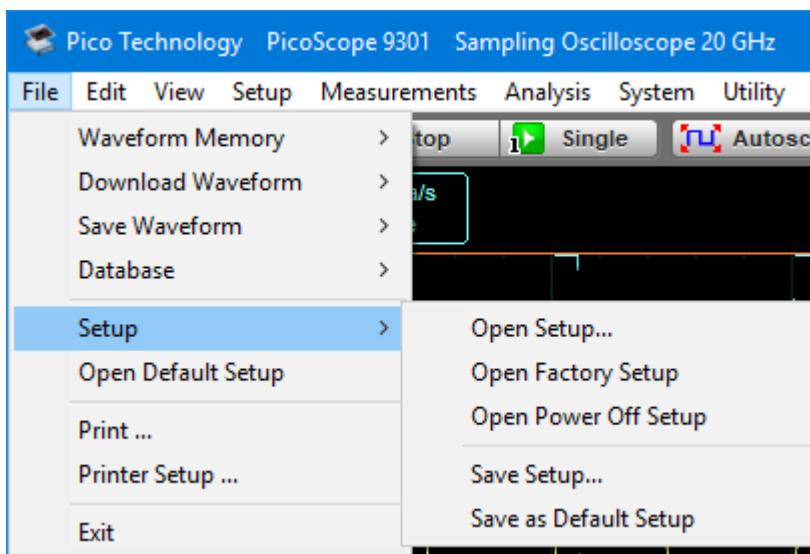 Pico Technology PicoScope 9301 Sampling Oscilloscope 20 GHz
File Edit View Setup Measurements Analysis System Utility
Waveform Memory
Single
Download Waveform
Save Waveform
Database
Setup
Open Default Setup
Print ...
Printer Setup ...
Exit
Open Setup...
Open Factory Setup
Open Power Off Setup
Save Setup...
Save as Default Setup